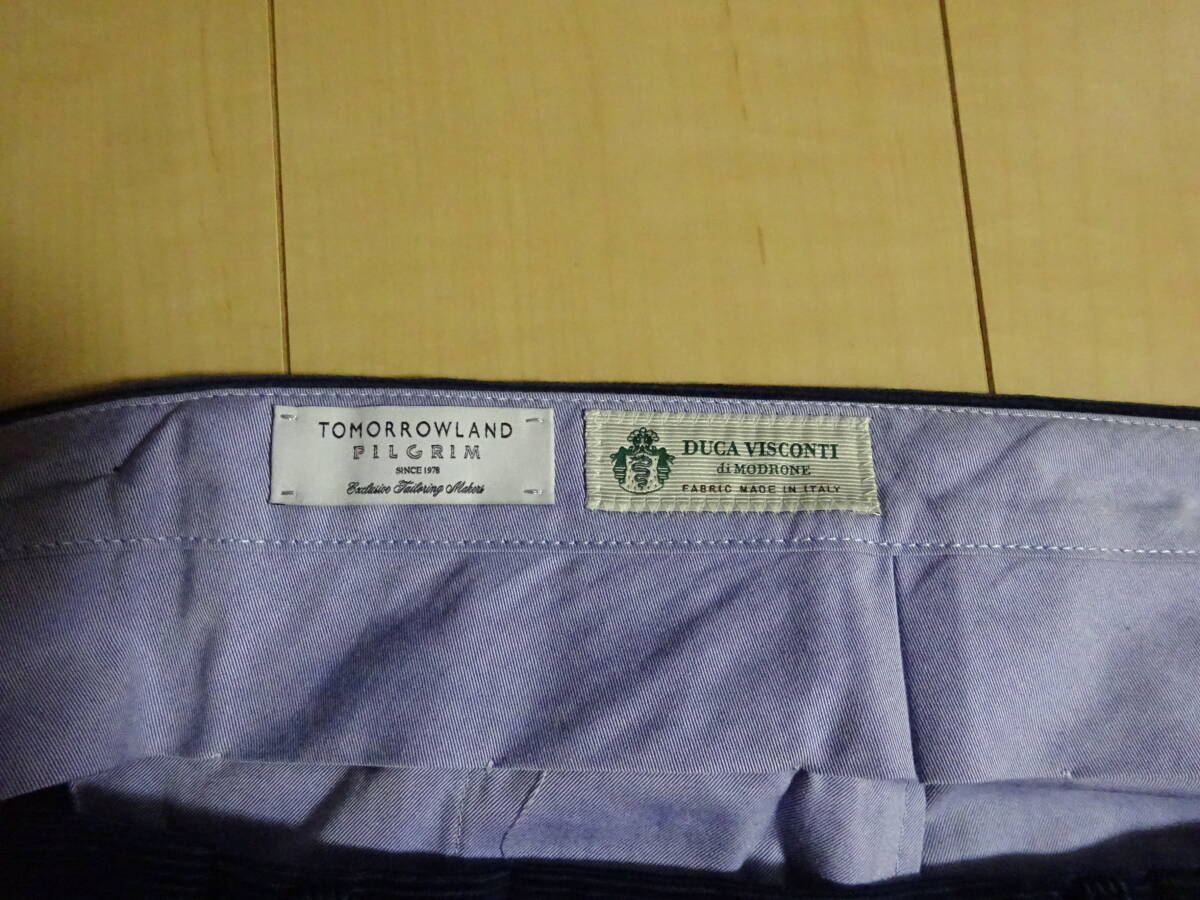 TOMORROWLAND
PILGRIM
SINCE 1978
Exclusive Tailoring Makers
DUCA VISCONTI
di MODRONE
FABRIC MADE IN ITALY